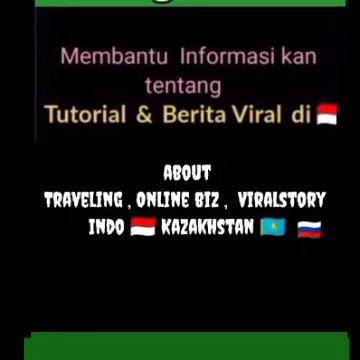 Membantu Informasi kan
tentang
Tutorial & Berita Viral di 🇮🇩
ABOUT
TRAVELING , ONLINE BIZ , VIRALSTORY
INDO 🇮🇩 KAZAKHSTAN 🇰🇿 🇷🇺